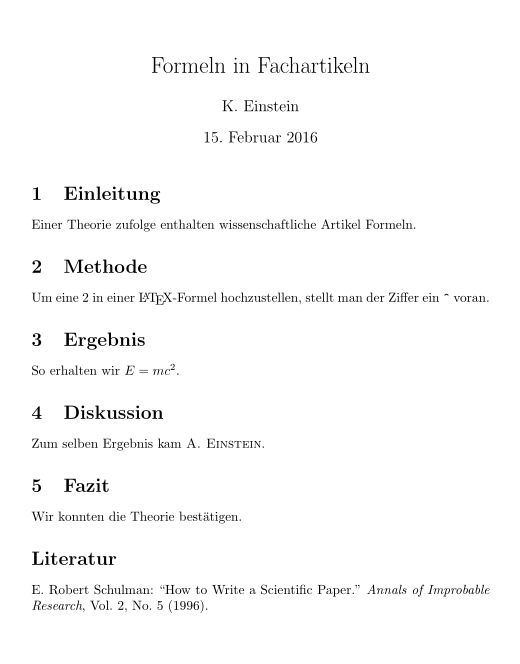 Formeln in Fachartikeln
K. Einstein
15. Februar 2016
1 Einleitung
Einer Theorie zufolge enthalten wissenschaftliche Artikel Formeln.
2 Methode
Um eine 2 in einer LATEX-Formel hochzustellen, stellt man der Ziffer ein ^ voran.
3 Ergebnis
So erhalten wir E = mc².
4 Diskussion
Zum selben Ergebnis kam A. Einstein.
5 Fazit
Wir konnten die Theorie bestätigen.
Literatur
E. Robert Schulman: “How to Write a Scientific Paper.” Annals of Improbable
Research, Vol. 2, No. 5 (1996).